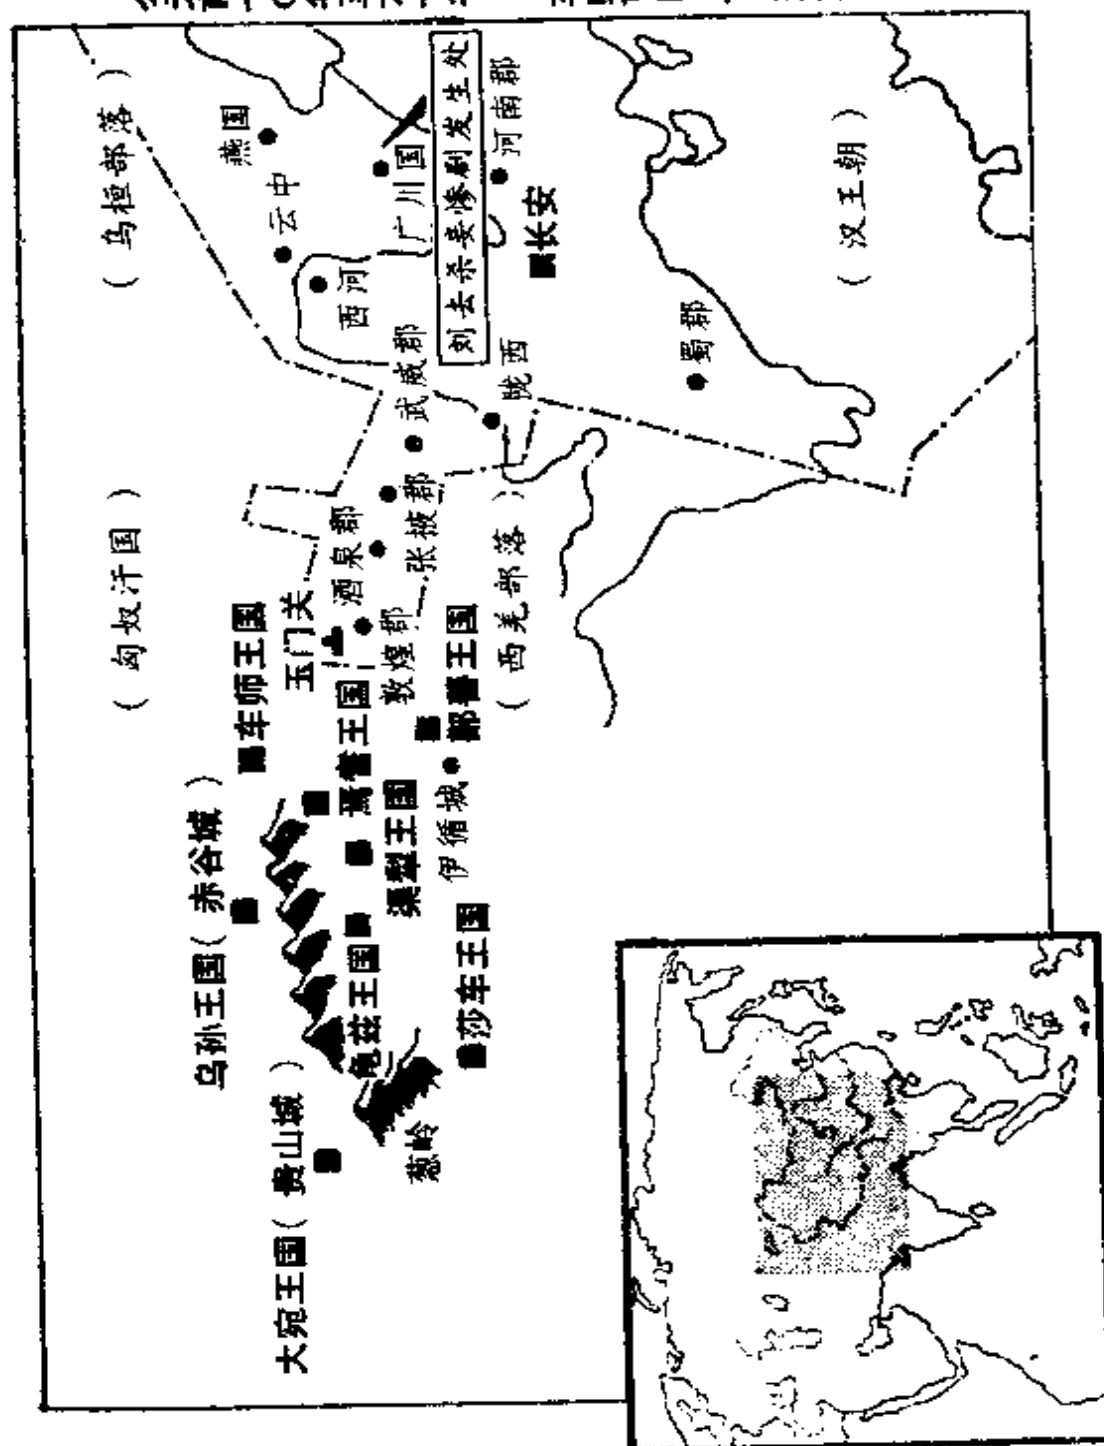 (匈奴汗国)
(乌桓部落)
乌孙王国(赤谷城)
车师王国
燕国
云中
大宛王国(贵山城)
玉门关
酒泉郡
西河
焉耆王国
龟兹王国
渠犁王国
敦煌郡
张掖郡
武威郡
广川国
葱岭
伊循城
莎车王国
鄯善王国
刘去杀妾惨剧发生处
(西羌部落)
陇西
河南郡
长安
蜀郡
(汉王朝)